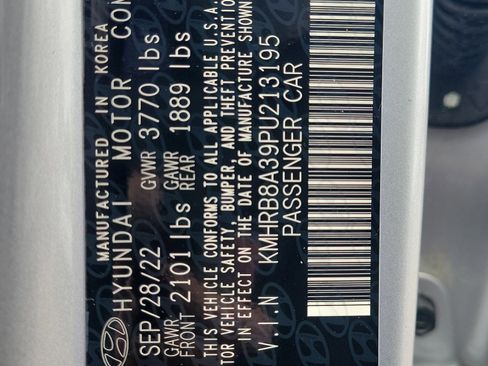 MANUFACTURED IN KOREA
HYUNDAI MOTOR CON
SEP/28/22 GVWR 3770 lbs
GAWR FRONT 2101 lbs GAWR REAR 1889 lbs
THIS VEHICLE CONFORMS TO ALL APPLICABLE U.S.A.
TOR VEHICLE SAFETY, BUMPER, AND THEFT PREVENTIO
IN EFFECT ON THE DATE OF MANUFACTURE SHOWN
V.I.N KMHRB8A39PU213195
PASSENGER CAR